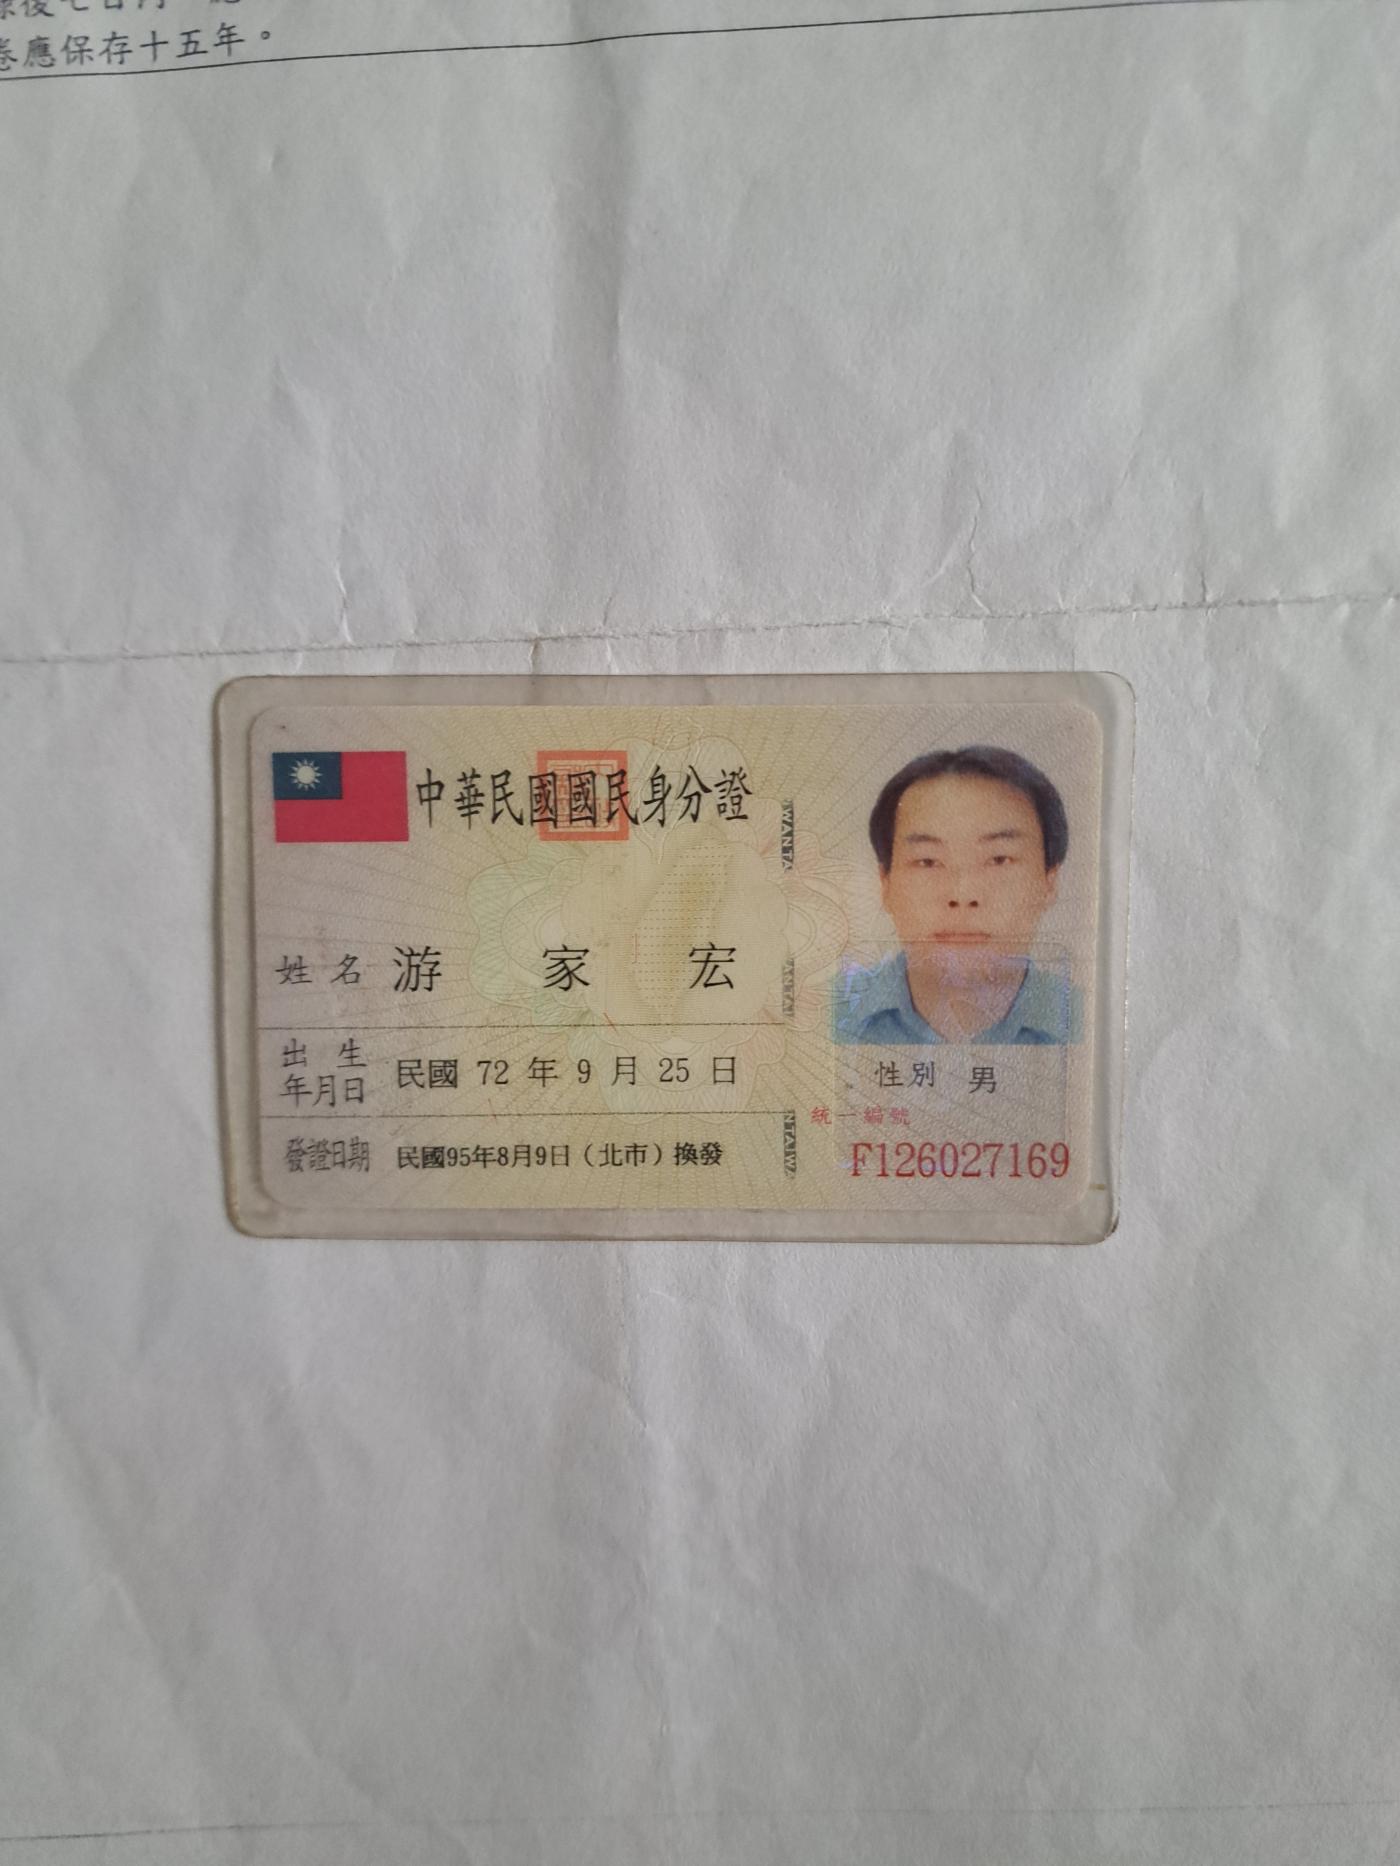 卷應保存十五年。
中華民國國民身分證
姓名 游家宏
出生年月日 民國 72 年 9 月 25 日
性別 男
發證日期 民國95年8月9日（北市）換發
統一編號
F126027169